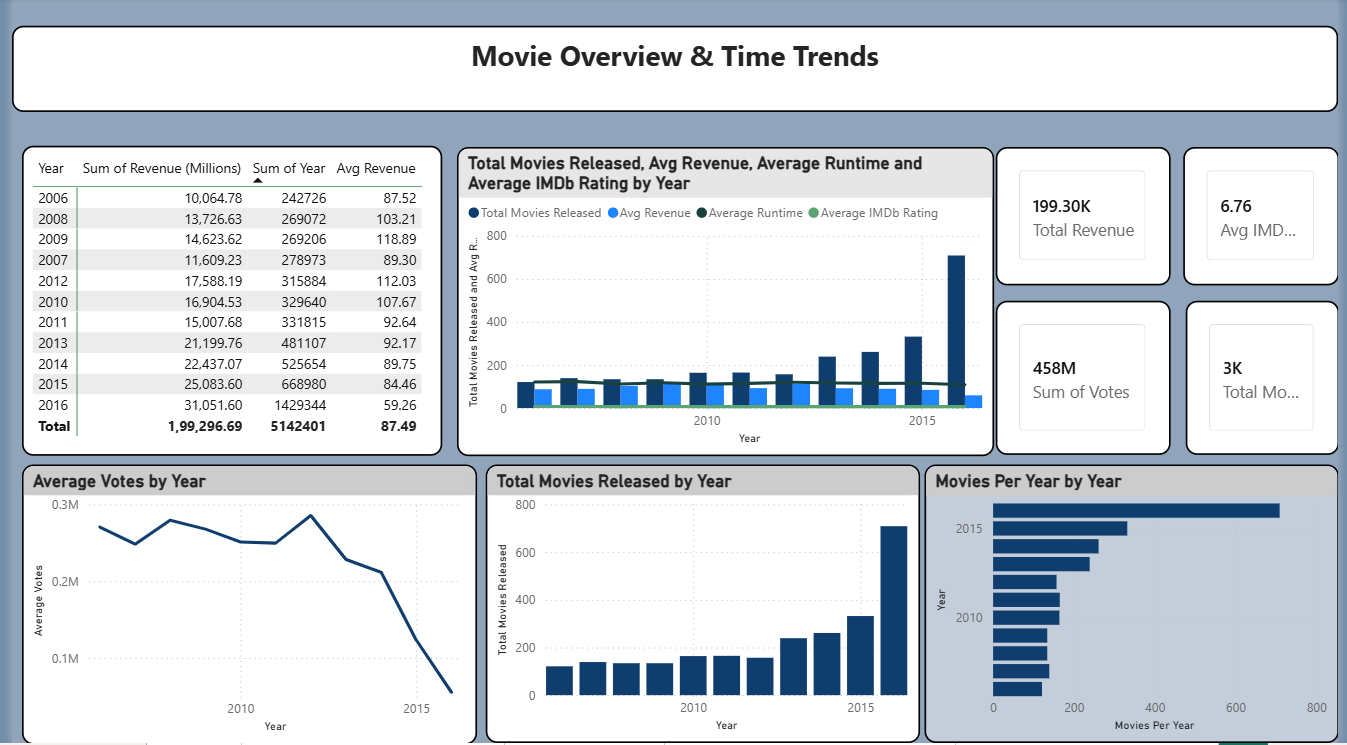 Movie Overview & Time Trends
Year Sum of Revenue (Millions) Sum of Year Avg Revenue
2006 10,064.78 242726 87.52
2008 13,726.63 269072 103.21
2009 14,623.62 269206 118.89
2007 11,609.23 278973 89.30
2012 17,588.19 315884 112.03
2010 16,904.53 329640 107.67
2011 15,007.68 331815 92.64
2013 21,199.76 481107 92.17
2014 22,437.07 525654 89.75
2015 25,083.60 668980 84.46
2016 31,051.60 1429344 59.26
Total 1,99,296.69 5142401 87.49
Total Movies Released, Avg Revenue, Average Runtime and
Average IMDb Rating by Year
Total Movies Released Avg Revenue Average Runtime Average IMDb Rating
Total Movies Released and Avg R...
800
600
400
200
0
2010 2015
Year
199.30K
Total Revenue
6.76
Avg IMD...
458M
Sum of Votes
3K
Total Mo...
Average Votes by Year
Average Votes
0.3M
0.2M
0.1M
2010 2015
Year
Total Movies Released by Year
Total Movies Released
800
600
400
200
0
2010 2015
Year
Movies Per Year by Year
Year
2015
2010
0 200 400 600 800
Movies Per Year